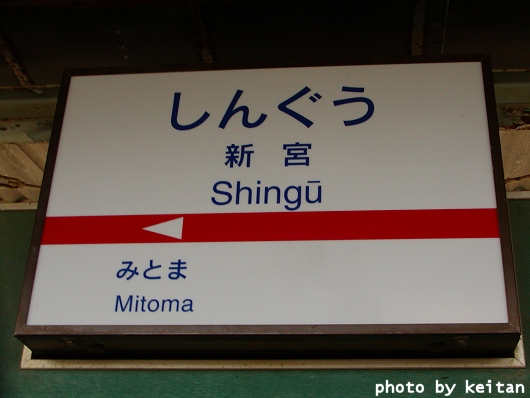 しんぐう
新宮
Shingū
みとま
Mitoma
photo by keitan